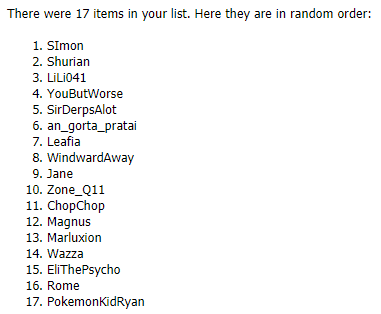 There were 17 items in your list. Here they are in random order:
1. SImon
2. Shurian
3. LiLi041
4. YouButWorse
5. SirDerpsAlot
6. an_gorta_pratai
7. Leafia
8. WindwardAway
9. Jane
10. Zone_Q11
11. ChopChop
12. Magnus
13. Marluxion
14. Wazza
15. EliThePsycho
16. Rome
17. PokemonKidRyan